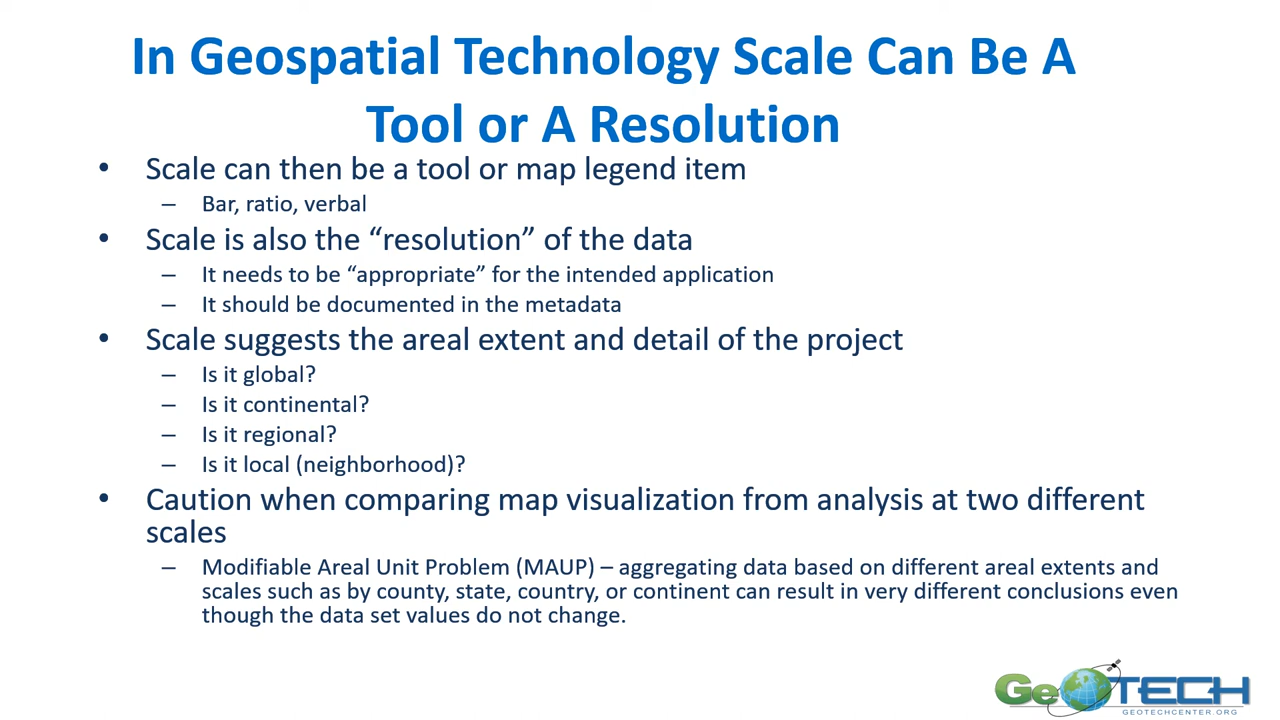 In Geospatial Technology Scale Can Be A
Tool or A Resolution
• Scale can then be a tool or map legend item
– Bar, ratio, verbal
• Scale is also the “resolution” of the data
– It needs to be “appropriate” for the intended application
– It should be documented in the metadata
• Scale suggests the areal extent and detail of the project
– Is it global?
– Is it continental?
– Is it regional?
– Is it local (neighborhood)?
• Caution when comparing map visualization from analysis at two different
scales
– Modifiable Areal Unit Problem (MAUP) – aggregating data based on different areal extents and
scales such as by county, state, country, or continent can result in very different conclusions even
though the data set values do not change.
GeoTECH
GEOTECHCENTER.ORG